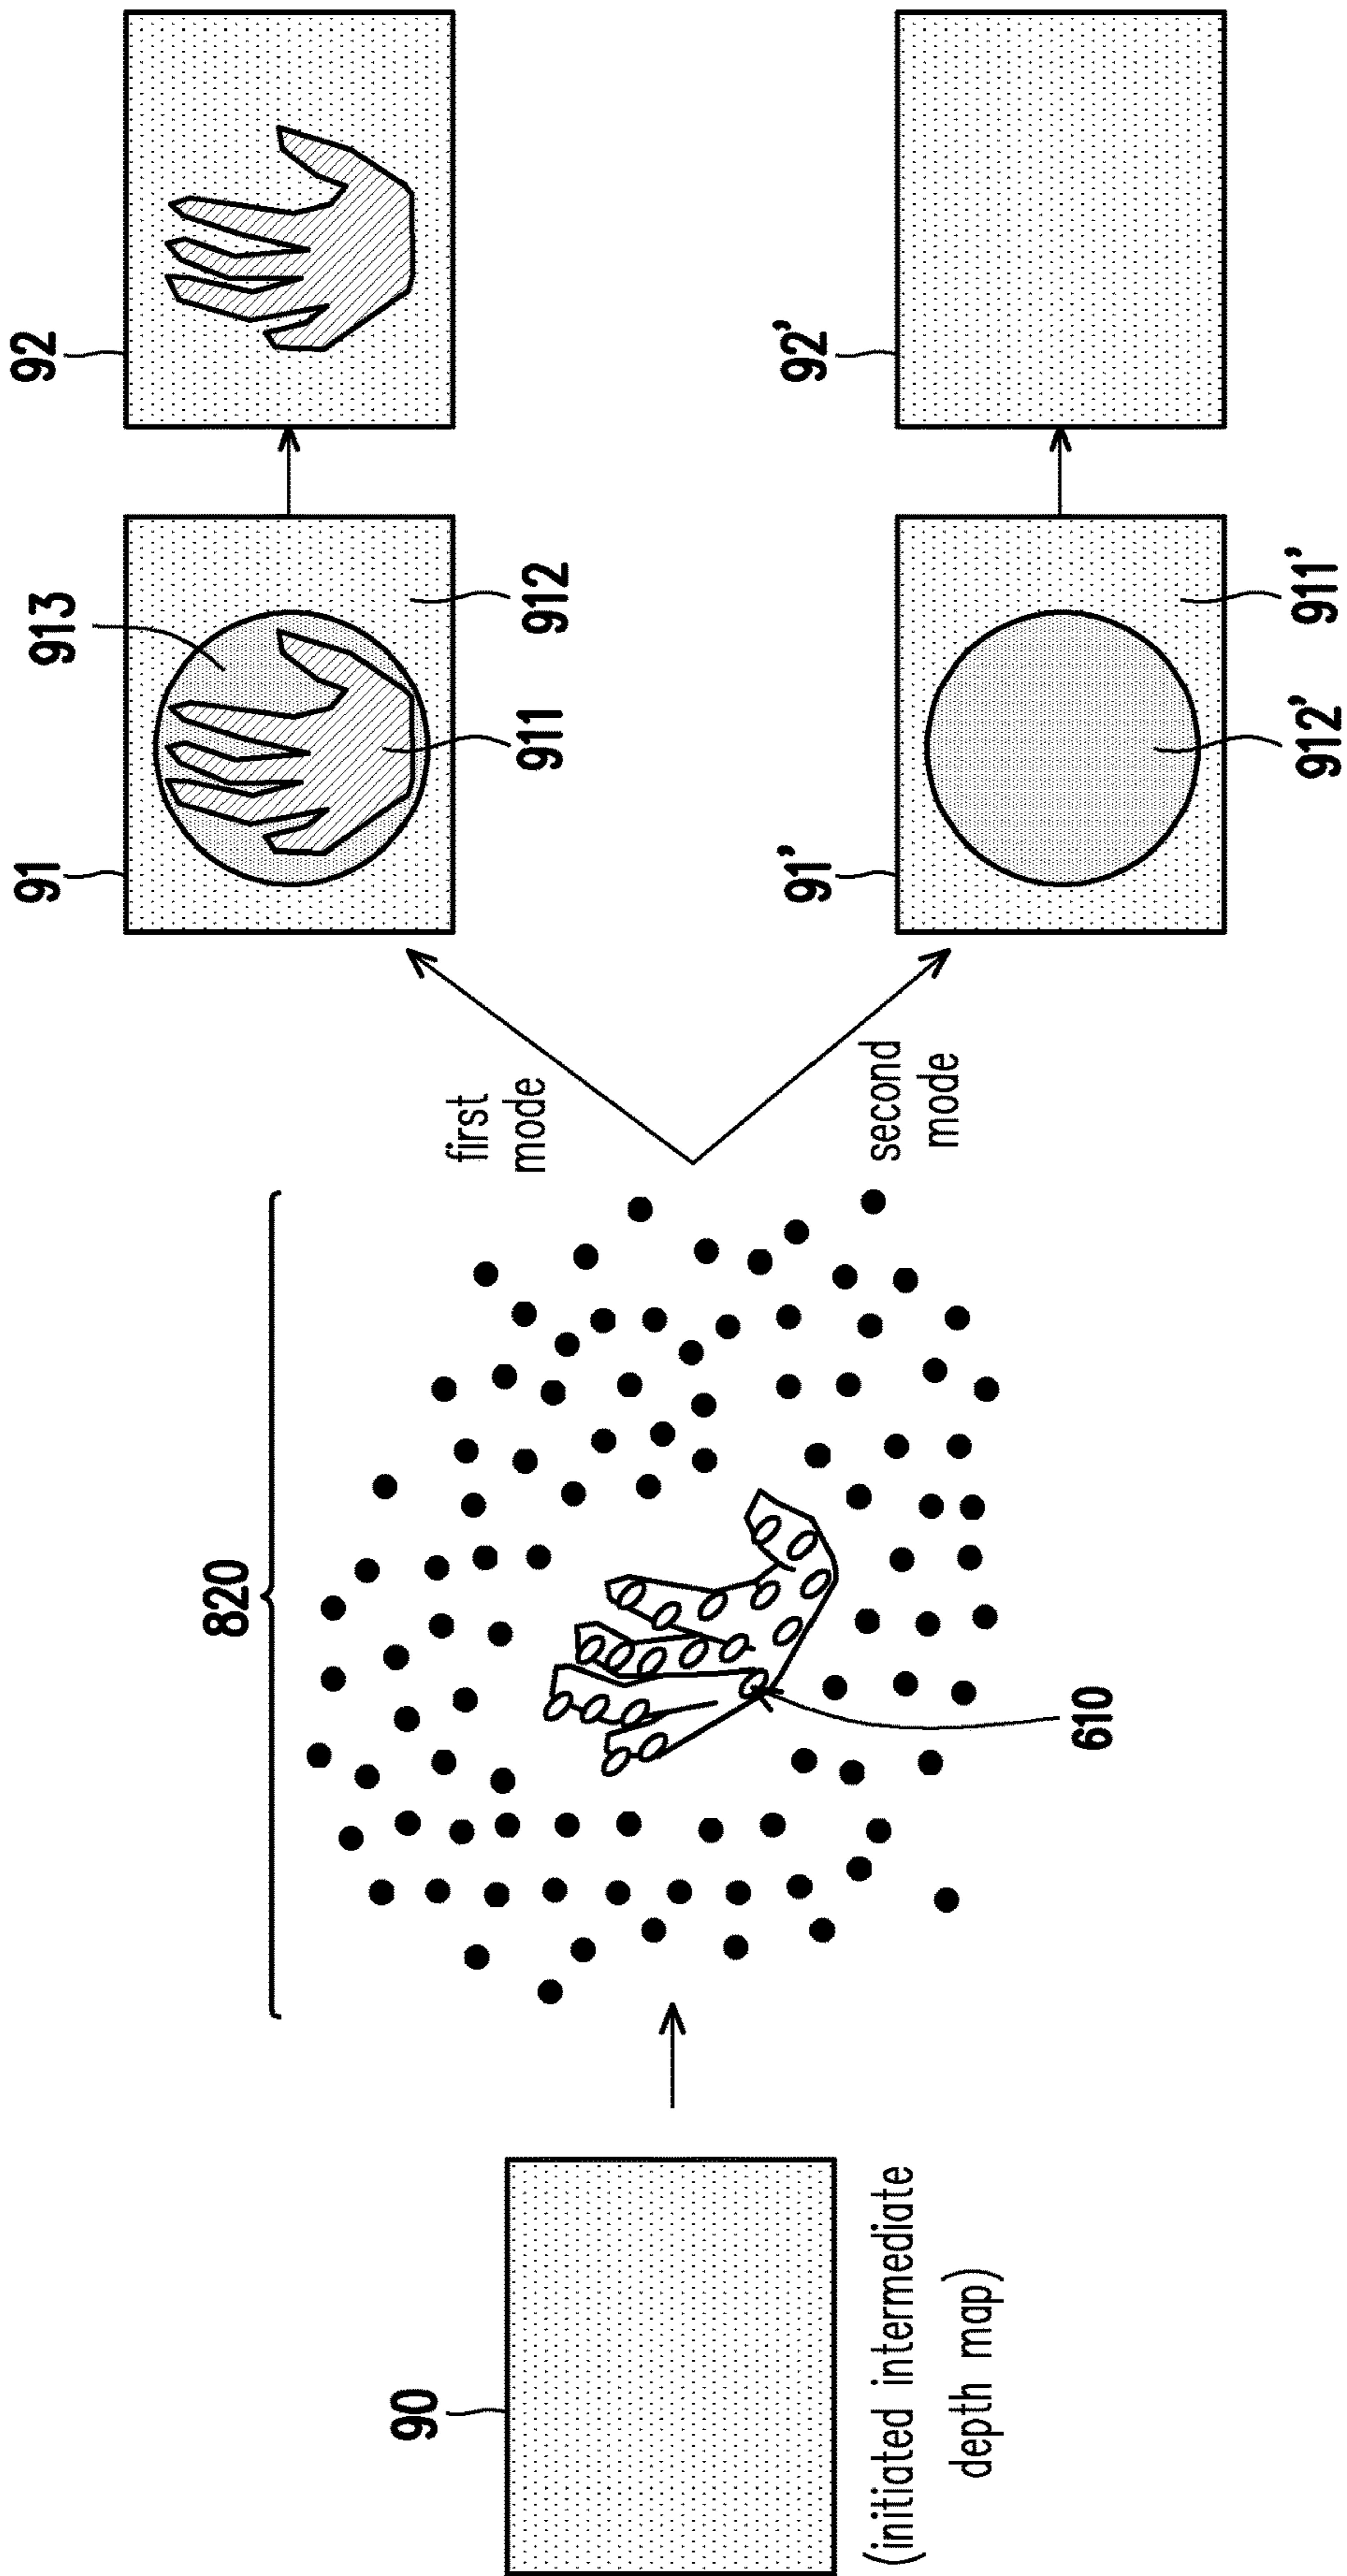 90
(initiated intermediate
depth map)
820
610
first
mode
second
mode
91
913
911
912
92
91'
912'
911'
92'